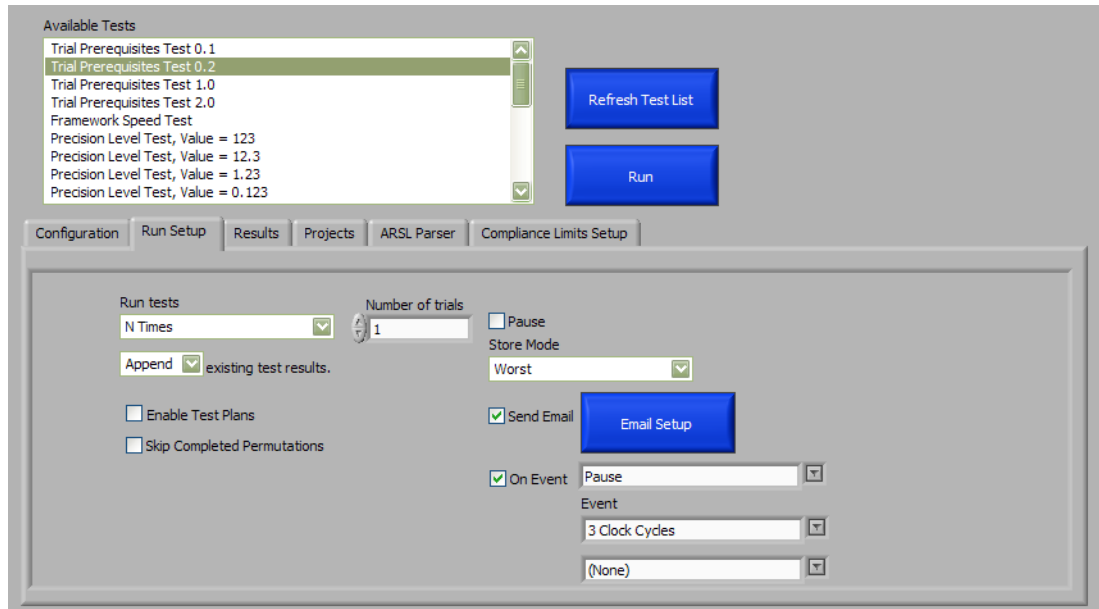 Available Tests
Trial Prerequisites Test 0.1
Trial Prerequisites Test 0.2
Trial Prerequisites Test 1.0
Trial Prerequisites Test 2.0
Framework Speed Test
Precision Level Test, Value = 123
Precision Level Test, Value = 12.3
Precision Level Test, Value = 1.23
Precision Level Test, Value = 0.123
Refresh Test List
Run
Configuration Run Setup Results Projects ARSL Parser Compliance Limits Setup
Run tests
N Times
Number of trials
1
Append existing test results.
Enable Test Plans
Skip Completed Permutations
Pause
Store Mode
Worst
Send Email Email Setup
On Event Pause
Event
3 Clock Cycles
(None)